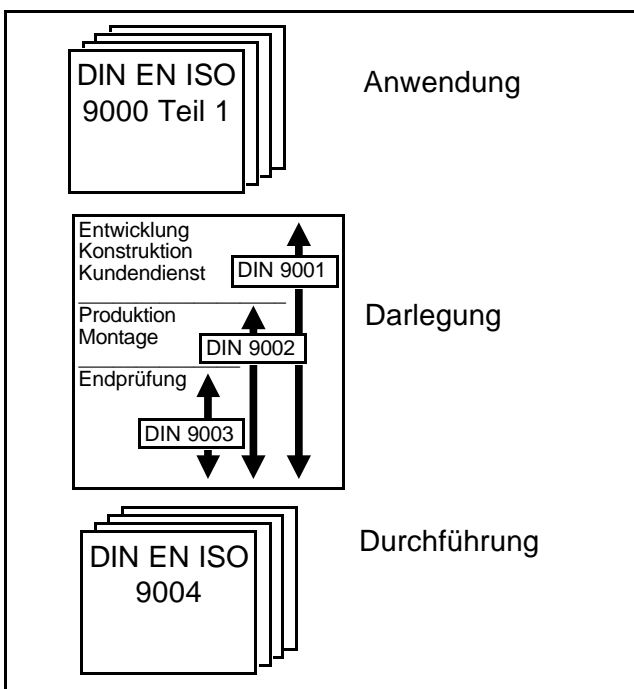 DIN EN ISO
9000 Teil 1
Anwendung
Entwicklung
Konstruktion
Kundendienst
DIN 9001
Produktion
Montage
DIN 9002
Endprüfung
DIN 9003
Darlegung
DIN EN ISO
9004
Durchführung